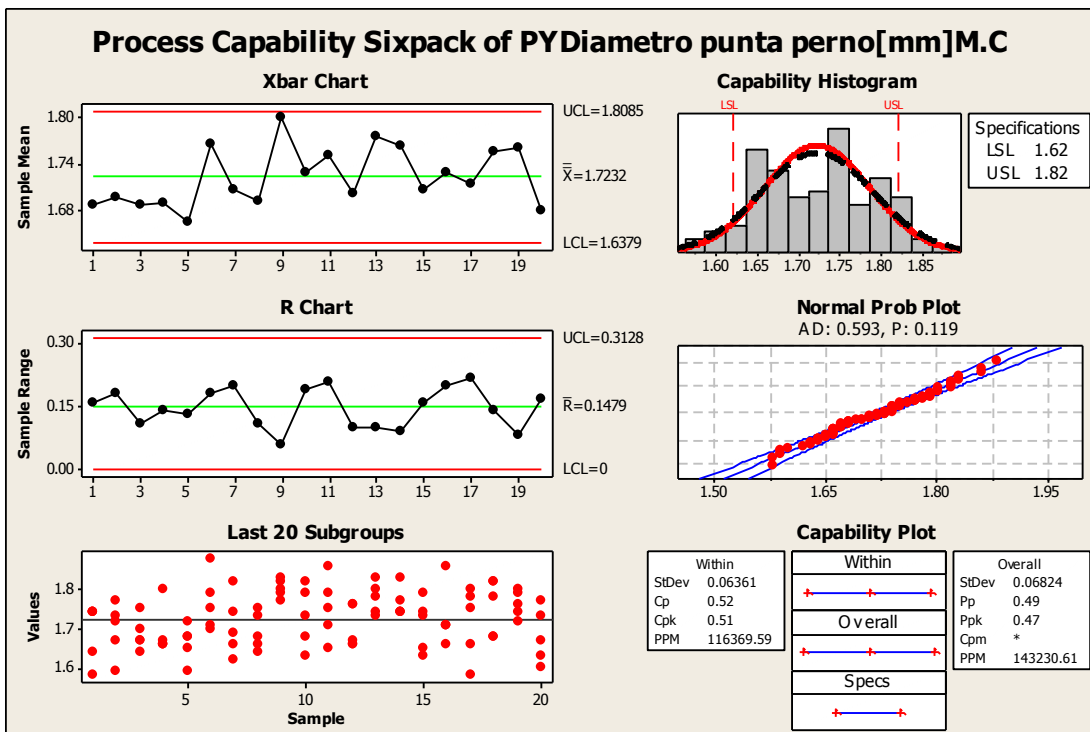 Process Capability Sixpack of PYDiametro punta perno[mm]M.C
Xbar Chart
Sample Mean
1.80
1.74
1.68
1 3 5 7 9 11 13 15 17 19
UCL=1.8085
X=1.7232
LCL=1.6379
Capability Histogram
LSL USL
1.60 1.65 1.70 1.75 1.80 1.85
Specifications
LSL 1.62
USL 1.82
R Chart
Sample Range
0.30
0.15
0.00
1 3 5 7 9 11 13 15 17 19
UCL=0.3128
R=0.1479
LCL=0
Normal Prob Plot
AD: 0.593, P: 0.119
1.50 1.65 1.80 1.95
Last 20 Subgroups
Values
1.8
1.7
1.6
5 10 15 20
Sample
Capability Plot
Within
StDev 0.06361
Cp 0.52
Cpk 0.51
PPM 116369.59
Within
Overall
Specs
Overall
StDev 0.06824
Pp 0.49
Ppk 0.47
Cpm *
PPM 143230.61